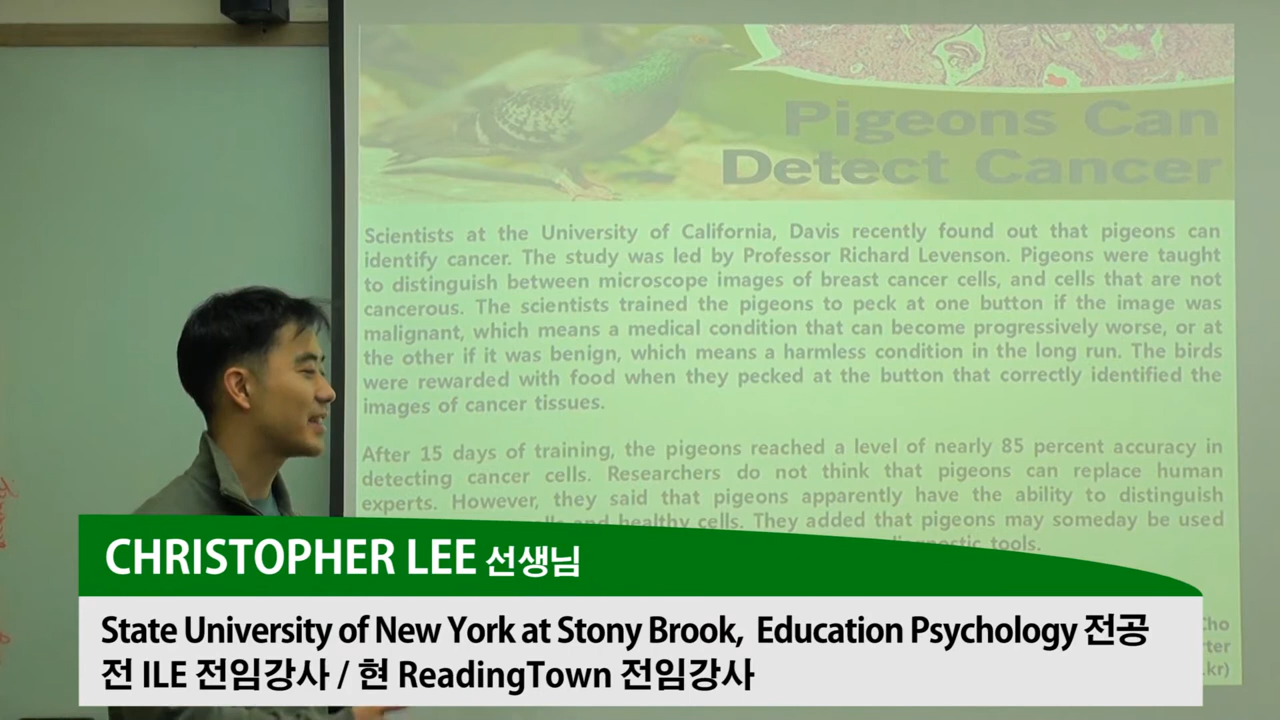 Pigeons Can
Detect Cancer
Scientists at the University of California, Davis recently found out that pigeons can
identify cancer. The study was led by Professor Richard Levenson. Pigeons were taught
to distinguish between microscope images of breast cancer cells, and cells that are not
cancerous. The scientists trained the pigeons to peck at one button if the image was
malignant, which means a medical condition that can become progressively worse, or at
the other if it was benign, which means a harmless condition in the long run. The birds
were rewarded with food when they pecked at the button that correctly identified the
images of cancer tissues.
After 15 days of training, the pigeons reached a level of nearly 85 percent accuracy in
detecting cancer cells. Researchers do not think that pigeons can replace human
experts. However, they said that pigeons apparently have the ability to distinguish
and healthy cells. They added that pigeons may someday be used
tools.
CHRISTOPHER LEE 선생님
State University of New York at Stony Brook, Education Psychology 전공
전 ILE 전임강사 / 현 ReadingTown 전임강사